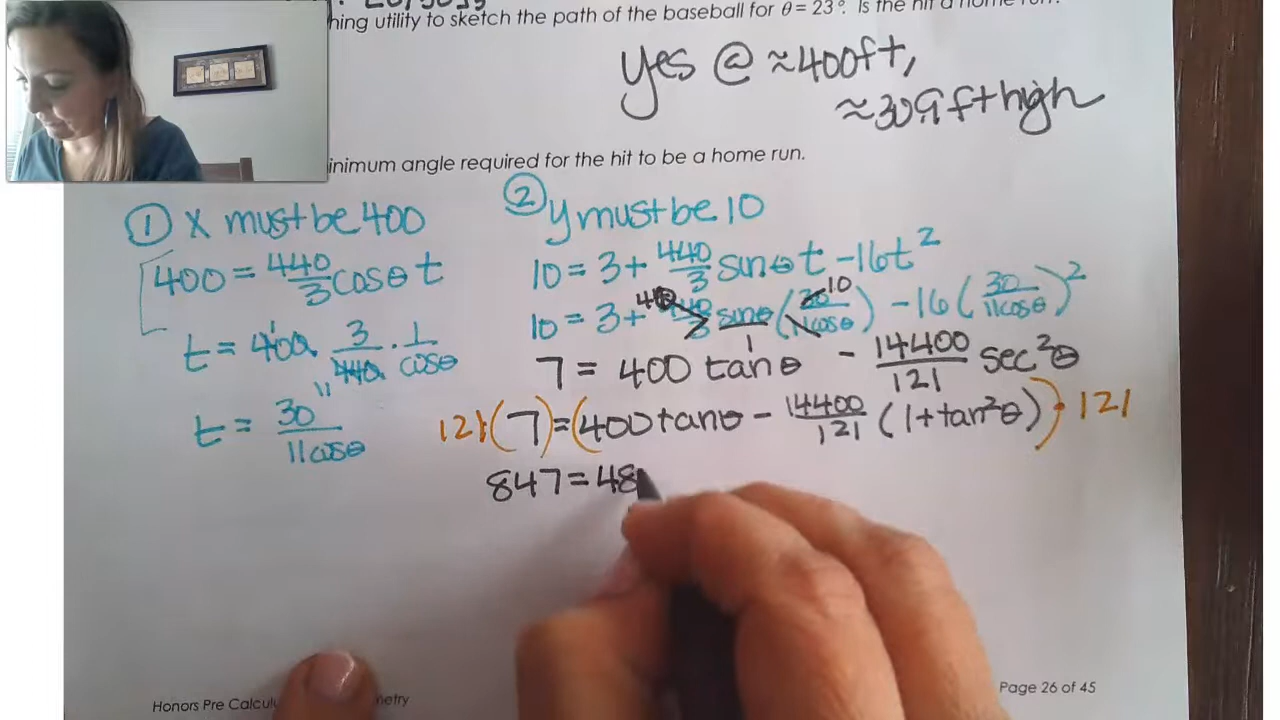 hing utility to sketch the path of the baseball for θ = 23°. Is the hit a home run?
yes @ ≈400ft,
≈30.9ft high
inimum angle required for the hit to be a home run.
① X must be 400
400 = 440/3 cosθ t
t = 400 · 3/440 · 1/cosθ
t = 30/11cosθ
② y must be 10
10 = 3 + 440/3 sinθ t - 16t²
10 = 3 + 440/3 sinθ/1 (30/11cosθ) - 16 (30/11cosθ)²
7 = 400 tanθ - 14400/121 sec²θ
121 (7) = (400 tanθ - 14400/121 (1 + tan²θ)) · 121
847 = 48
Honors Pre Calcu
metry
Page 26 of 45